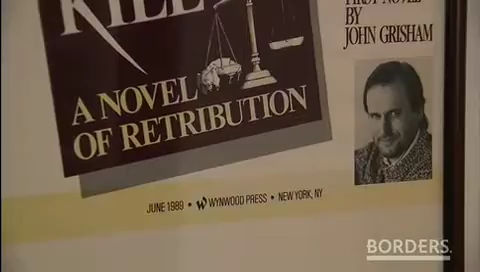 KILL
FIRST NOVEL
BY
JOHN GRISHAM
A NOVEL
OF RETRIBUTION
JUNE 1989 • WYNWOOD PRESS • NEW YORK, NY
BORDERS.